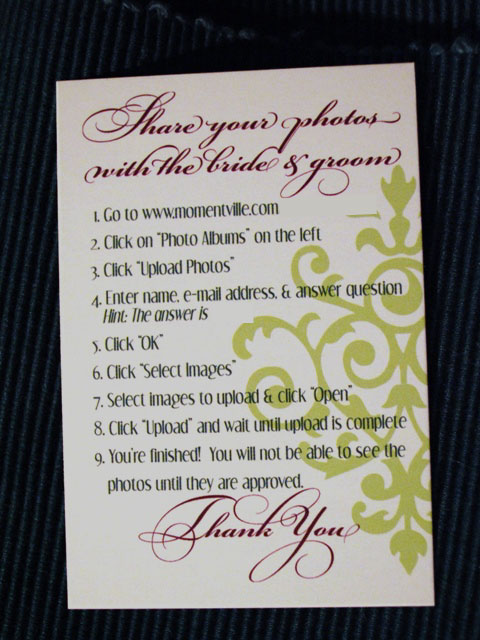 Share your photos
with the bride & groom
1. Go to www.momentville.com
2. Click on "Photo Albums" on the left
3. Click "Upload Photos"
4. Enter name, e-mail address, & answer question
Hint: The answer is
5. Click "OK"
6. Click "Select Images"
7. Select images to upload & click "Open"
8. Click "Upload" and wait until upload is complete
9. You're finished! You will not be able to see the
photos until they are approved.
Thank You